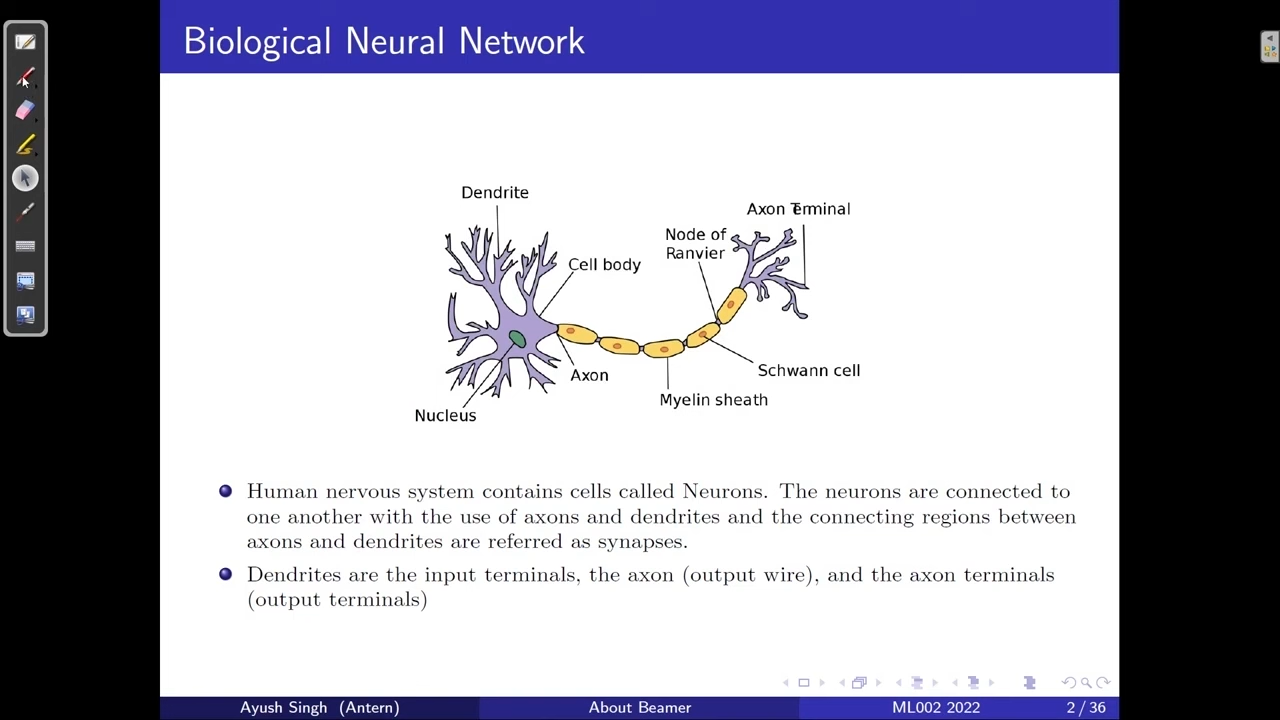 Biological Neural Network
Dendrite
Axon Terminal
Node of
Ranvier
Cell body
Axon
Schwann cell
Myelin sheath
Nucleus
Human nervous system contains cells called Neurons. The neurons are connected to
one another with the use of axons and dendrites and the connecting regions between
axons and dendrites are referred as synapses.
Dendrites are the input terminals, the axon (output wire), and the axon terminals
(output terminals)
Ayush Singh (Antern) About Beamer ML002 2022 2 / 36